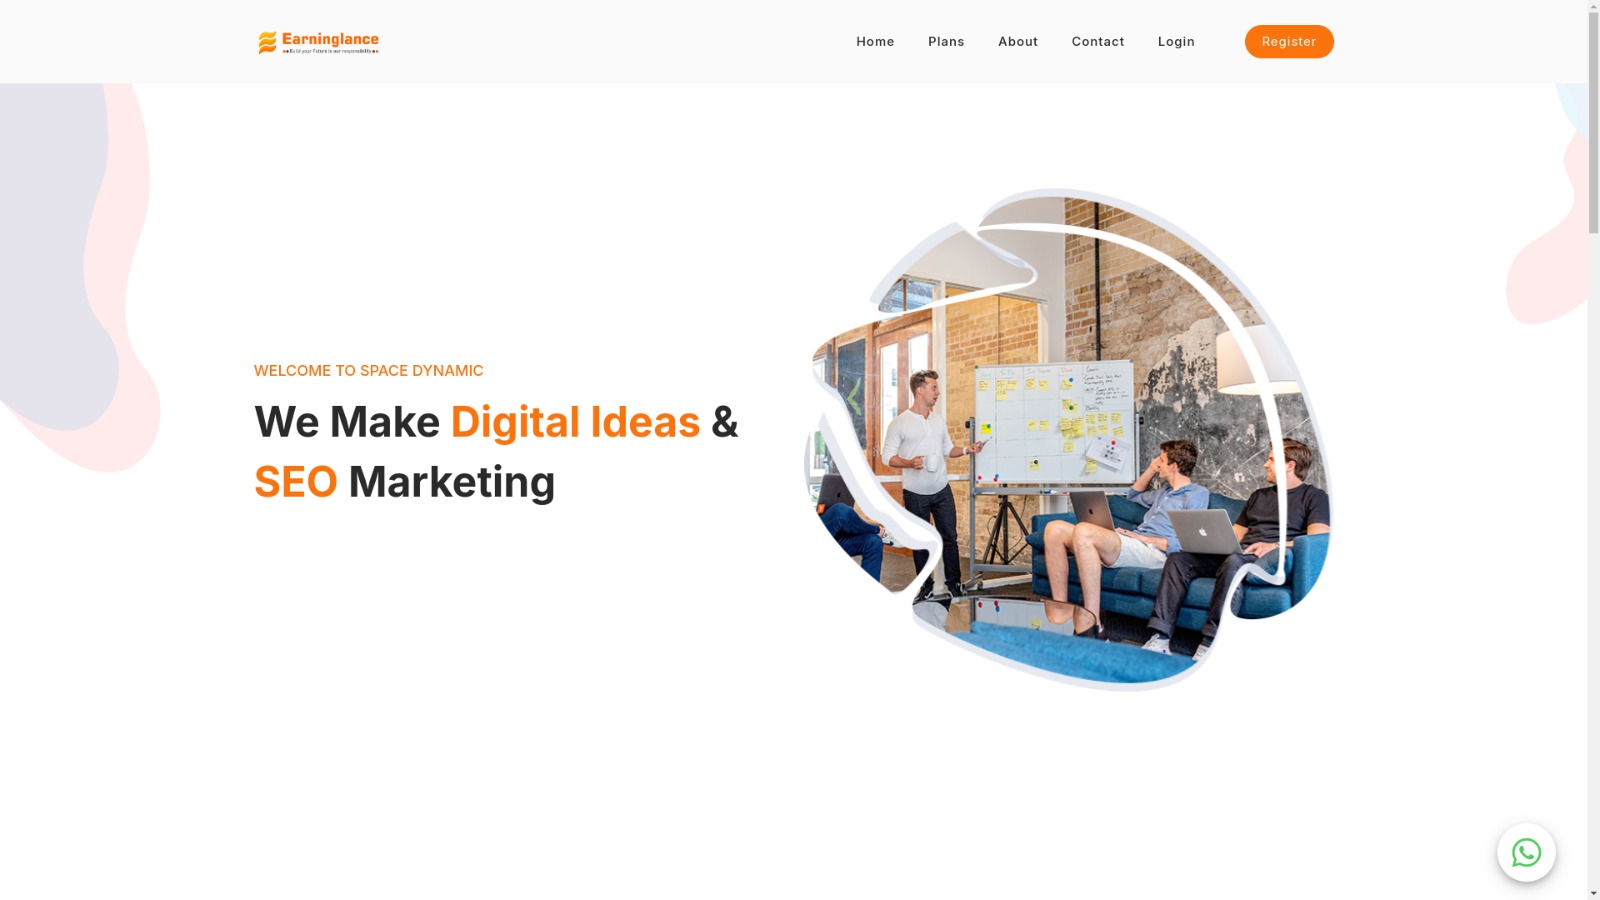 Earninglance
Build your Future is our responsibility
Home
Plans
About
Contact
Login
Register
WELCOME TO SPACE DYNAMIC
We Make Digital Ideas &
SEO Marketing